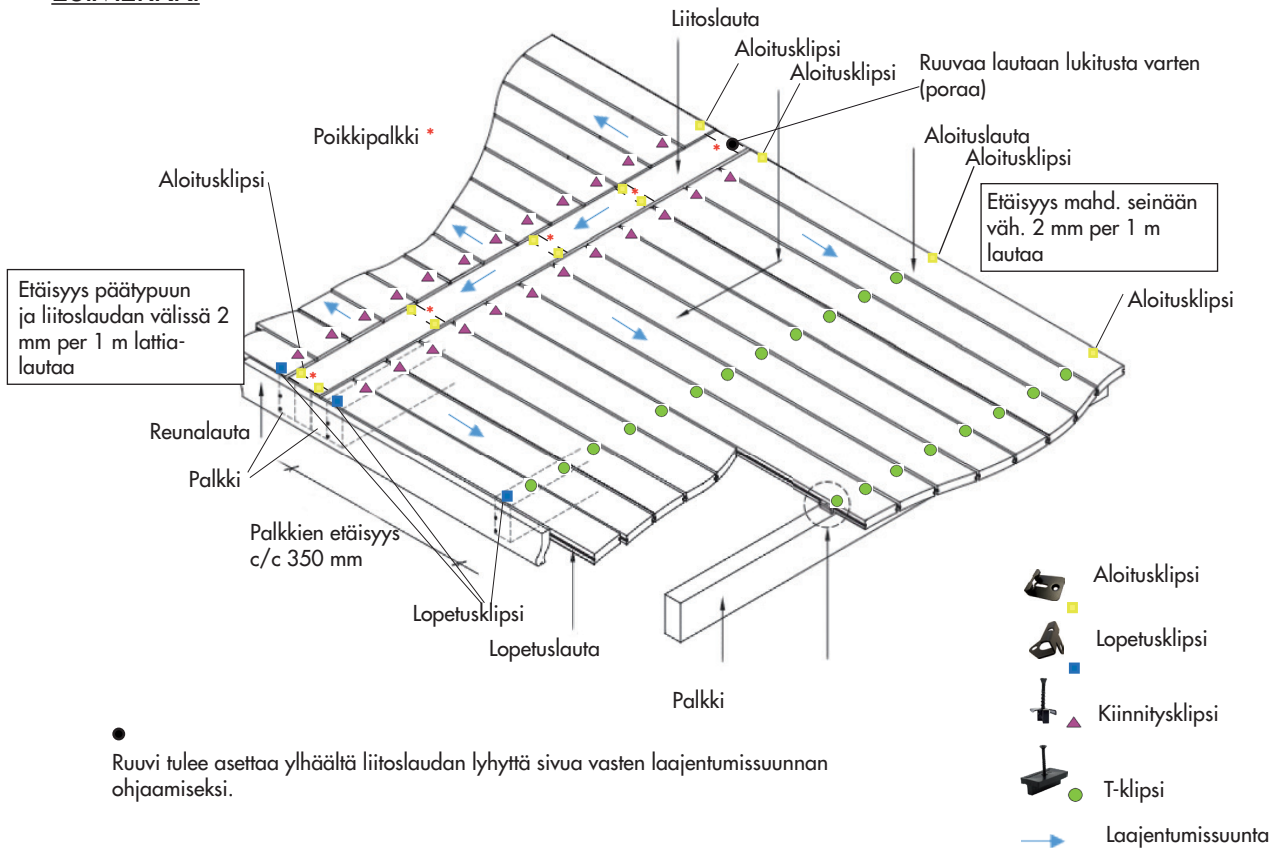 Liitoslauta
Aloitusklipsi
Aloitusklipsi
Ruuvaa lautaan lukitusta varten
(poraa)
Poikkipalkki *
Aloituslauta
Aloitusklipsi
Aloitusklipsi
Etäisyys mahd. seinään
väh. 2 mm per 1 m
lautaa
Etäisyys päätypuun
ja liitoslaudan välissä 2
mm per 1 m lattia-
lautaa
Aloitusklipsi
Reunalauta
Palkki
Palkkien etäisyys
c/c 350 mm
Lopetusklipsi
Lopetuslauta
Palkki
Aloitusklipsi
Lopetusklipsi
Kiinnitysklipsi
T-klipsi
Laajentumissuunta
Ruuvi tulee asettaa ylhäältä liitoslaudan lyhyttä sivua vasten laajentumissuunnan
ohjaamiseksi.